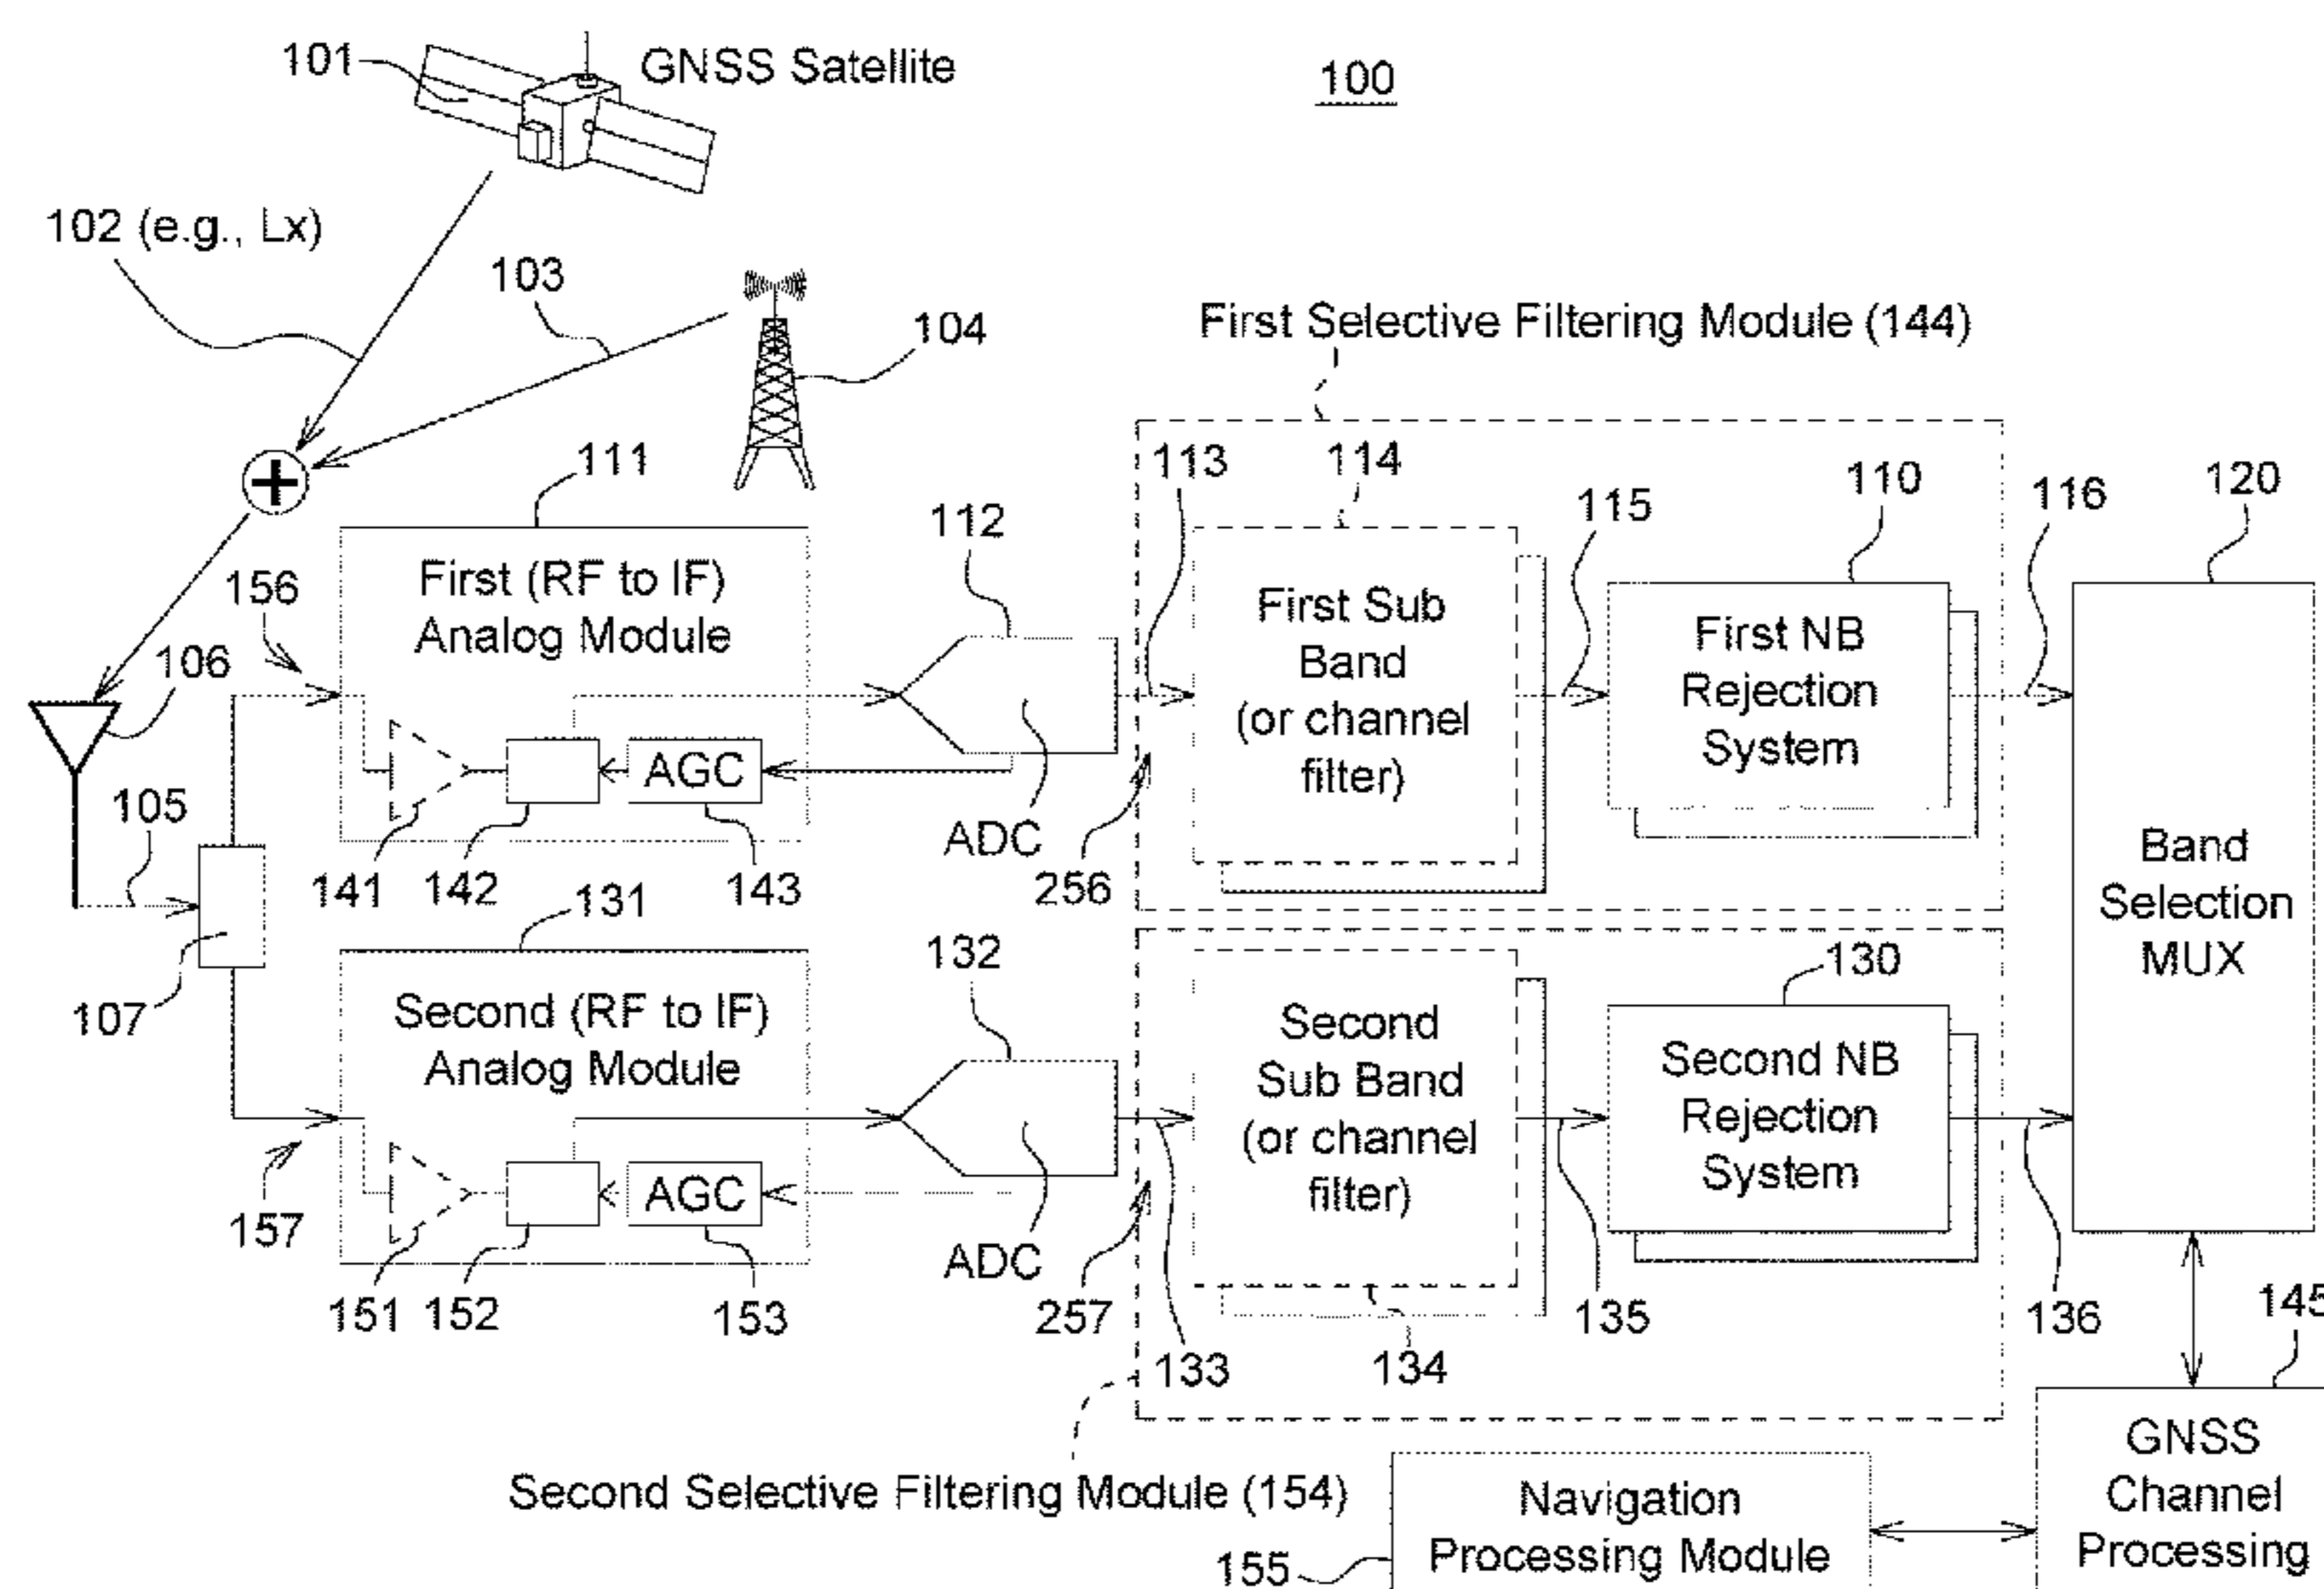 101
GNSS Satellite
100
102 (e.g., Lx)
103
104
First Selective Filtering Module (144)
111
112
113
114
115
110
116
120
156
First (RF to IF)
Analog Module
First Sub
Band
(or channel
filter)
First NB
Rejection
System
106
AGC
105
ADC
141
142
143
256
Band
Selection
MUX
131
132
130
107
Second (RF to IF)
Analog Module
Second
Sub Band
(or channel
filter)
Second NB
Rejection
System
157
AGC
ADC
151
152
153
257
133
134
135
136
145
Second Selective Filtering Module (154)
Navigation
Processing Module
155
GNSS
Channel
Processing